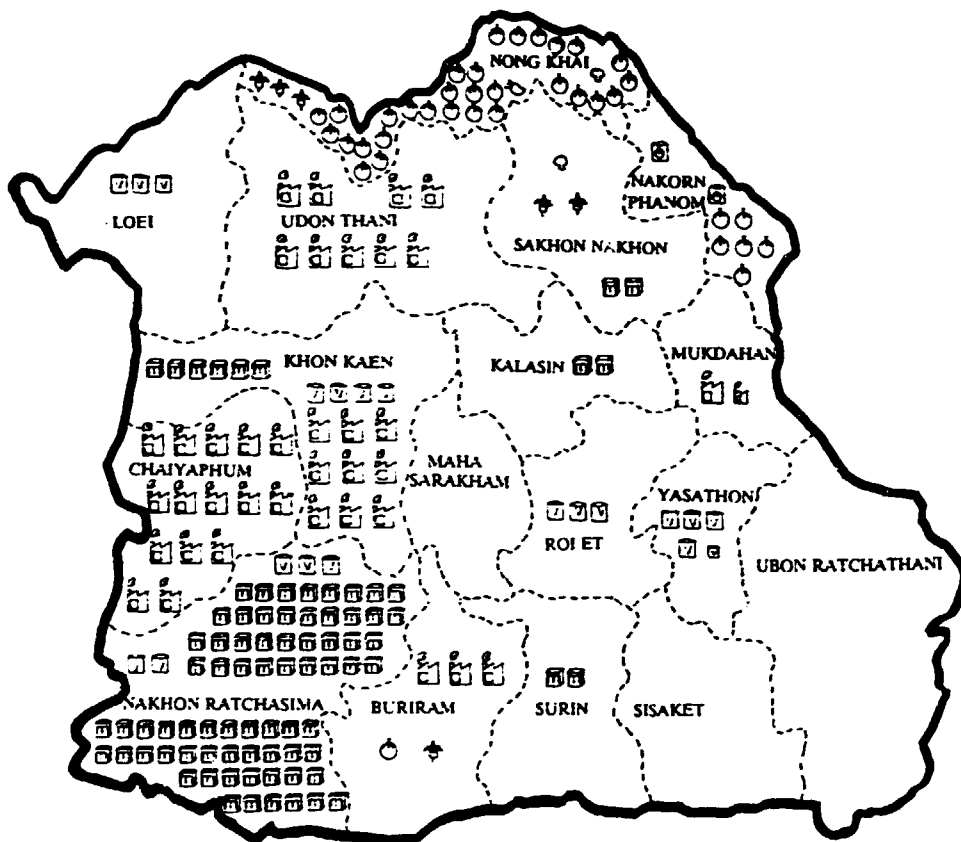 NONG KHAI
NAKORN
PHANOM
LOEI
UDON THANI
SAKHON NAKHON
KHON KAEN
KALASIN
MUKDAHAN
CHAIYAPHUM
MAHA
SARAKHAM
YASATHON
ROI ET
UBON RATCHATHANI
NAKHON RATCHASIMA
BURIRAM
SURIN
SISAKET